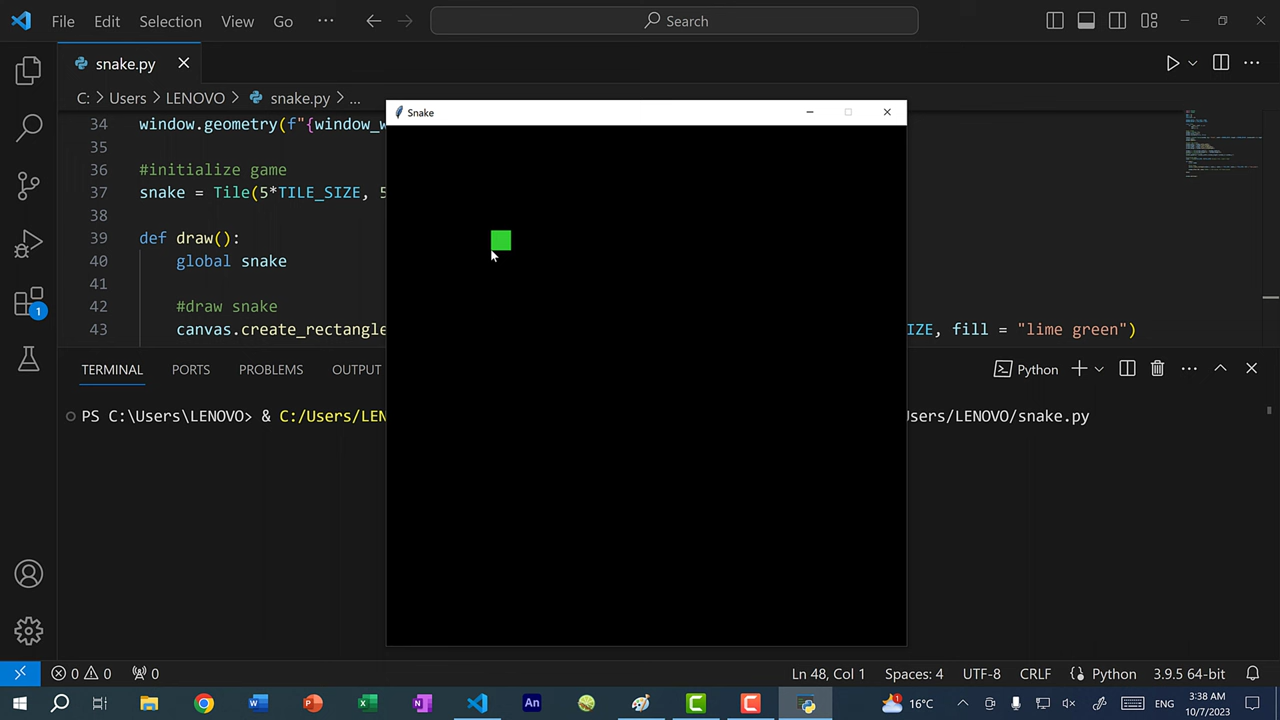 File Edit Selection View Go ··· Search
snake.py
C: > Users > LENOVO > snake.py > ...
Snake
34 window.geometry(f"{window_w
35
36 #initialize game
37 snake = Tile(5*TILE_SIZE, 5
38
39 def draw():
40 global snake
41
42 #draw snake
43 canvas.create_rectangle IZE, fill = "lime green")
TERMINAL PORTS PROBLEMS OUTPUT Python
PS C:\Users\LENOVO> & C:/Users/LEN sers/LENOVO/snake.py
1
0 0 0 Ln 48, Col 1 Spaces: 4 UTF-8 CRLF Python 3.9.5 64-bit
An 1 16°C ENG 3:38 AM
10/7/2023